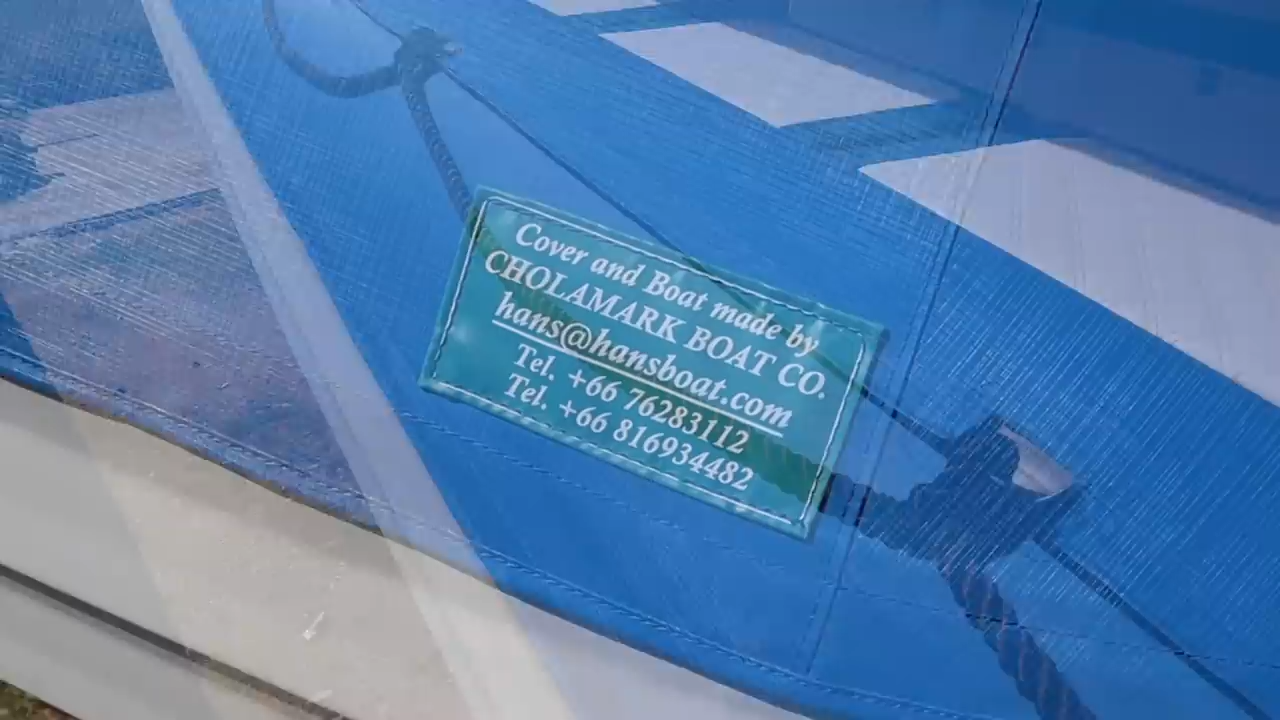 Cover and Boat made by
CHOLAMARK BOAT CO.
hans@hansboat.com
Tel. +66 76283112
Tel. +66 816934482